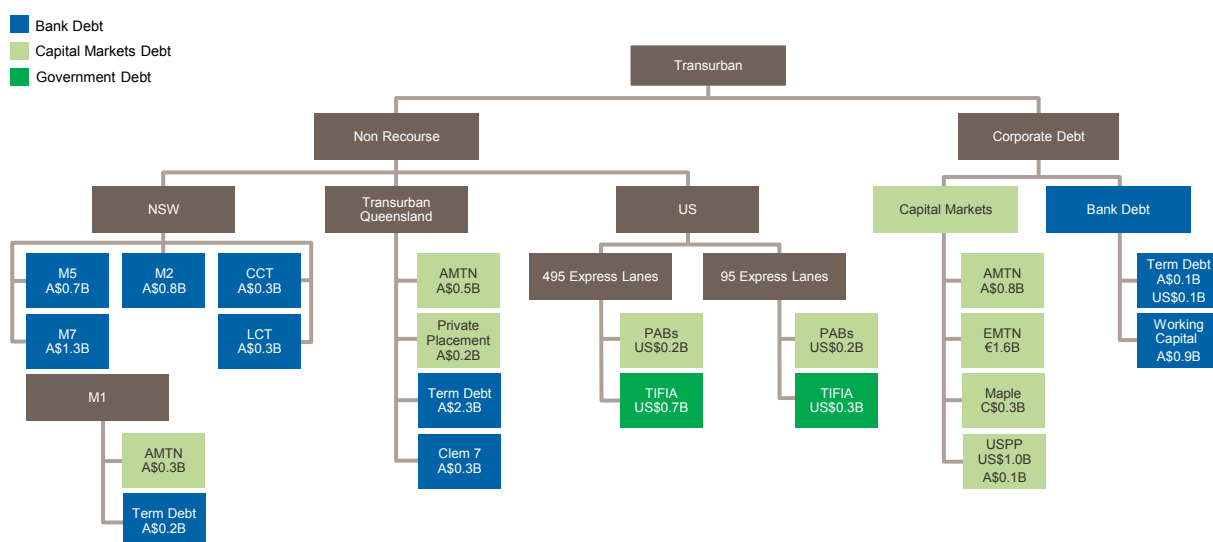 Bank Debt
Capital Markets Debt
Government Debt
Transurban
Non Recourse
Corporate Debt
NSW
Transurban
Queensland
US
Capital Markets
Bank Debt
M5
A$0.7B
M2
A$0.8B
CCT
A$0.3B
M7
A$1.3B
LCT
A$0.3B
M1
AMTN
A$0.3B
Term Debt
A$0.2B
AMTN
A$0.5B
Private
Placement
A$0.2B
Term Debt
A$2.3B
Clem 7
A$0.3B
495 Express Lanes
95 Express Lanes
PABs
US$0.2B
TIFIA
US$0.7B
PABs
US$0.2B
TIFIA
US$0.3B
AMTN
A$0.8B
EMTN
€1.6B
Maple
C$0.3B
USPP
US$1.0B
A$0.1B
Term Debt
A$0.1B
US$0.1B
Working
Capital
A$0.9B